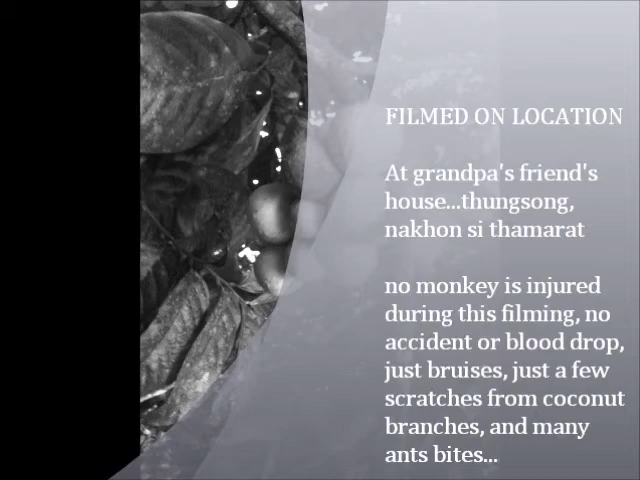 FILMED ON LOCATION
At grandpa's friend's
house...thungsong,
nakhon si thamarat
no monkey is injured
during this filming, no
accident or blood drop,
just bruises, just a few
scratches from coconut
branches, and many
ants bites...